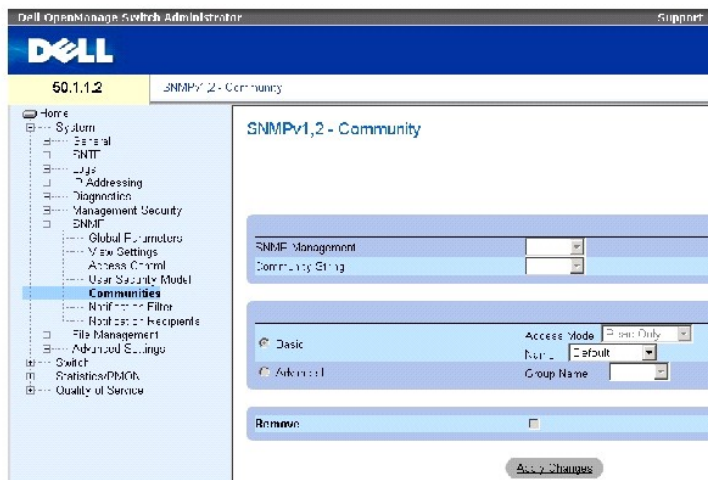 Dell OpenManage Switch Administrator Support
DELL
50.1.1.2 SNMPv1,2 - Community
Home
System
General
SNTP
Logs
IP Addressing
Diagnostics
Management Security
SNMP
Global Parameters
View Settings
Access Control
User Security Model
Communities
Notification Filter
Notification Recipients
File Management
Advanced Settings
Switch
Statistics/RMON
Quality of Service
SNMPv1,2 - Community
SNMP Management
Community String
Basic
Access Mode Read Only
Name Default
Advanced
Group Name
Remove
Apply Changes